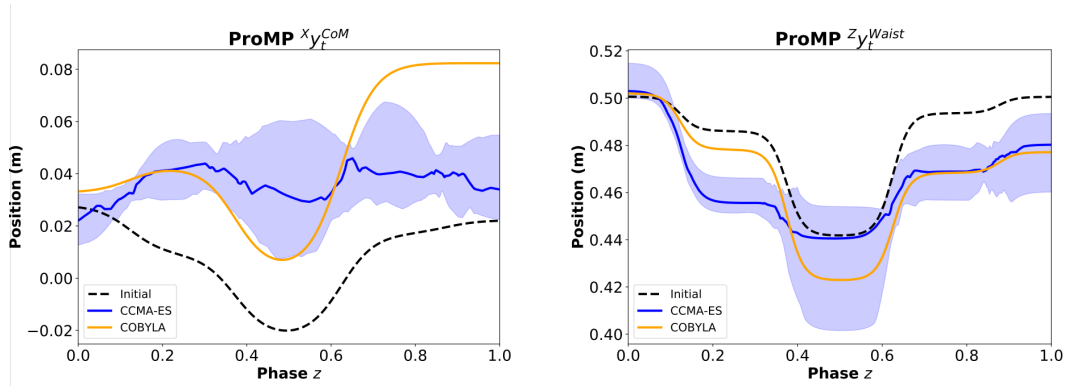 ProMP ^X y_t^{CoM}
Position (m)
0.08
0.06
0.04
0.02
0.00
−0.02
0.0 0.2 0.4 0.6 0.8 1.0
Phase z
Initial
CCMA-ES
COBYLA
ProMP ^Z y_t^{Waist}
Position (m)
0.52
0.50
0.48
0.46
0.44
0.42
0.40
0.0 0.2 0.4 0.6 0.8 1.0
Phase z
Initial
CCMA-ES
COBYLA